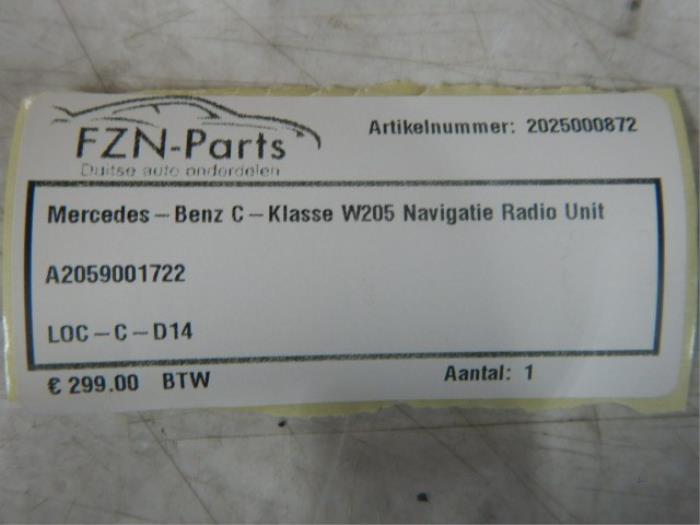 FZN-Parts
Duitse auto onderdelen
Artikelnummer: 2025000872
Mercedes-Benz C-Klasse W205 Navigatie Radio Unit
A2059001722
LOC-C-D14
€ 299.00 BTW
Aantal: 1